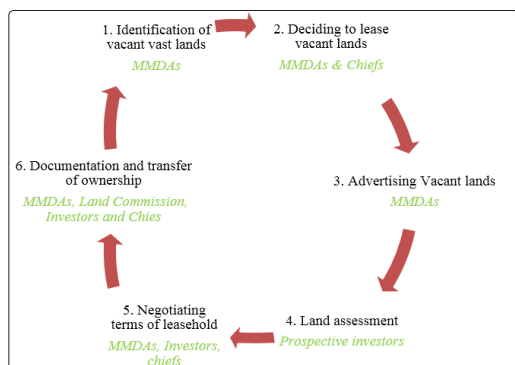 1. Identification of
vacant vast lands
MMDAs
2. Deciding to lease
vacant lands
MMDAs & Chiefs
3. Advertising Vacant lands
MMDAs
4. Land assessment
Prospective investors
5. Negotiating
terms of leasehold
MMDAs, Investors,
chiefs
6. Documentation and transfer
of ownership
MMDAs, Land Commission,
Investors and Chies